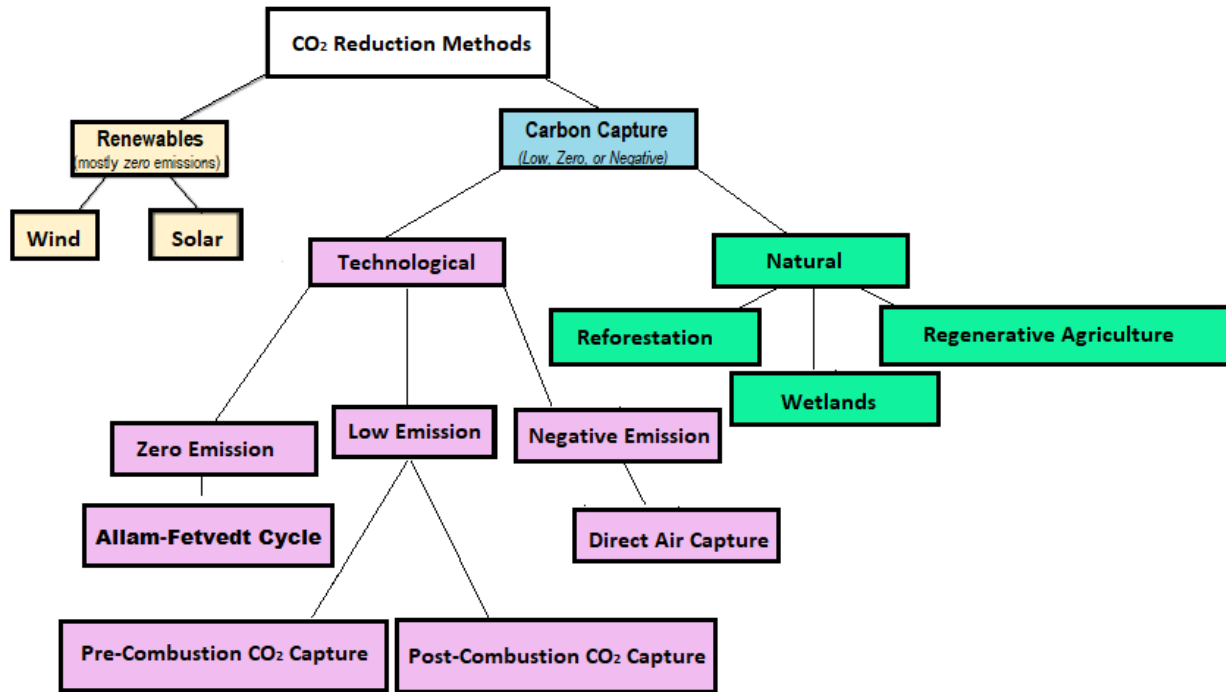 CO₂ Reduction Methods
Renewables
(mostly zero emissions)
Carbon Capture
(Low, Zero, or Negative)
Wind
Solar
Technological
Natural
Reforestation
Regenerative Agriculture
Wetlands
Zero Emission
Low Emission
Negative Emission
Allam-Fetvedt Cycle
Direct Air Capture
Pre-Combustion CO₂ Capture
Post-Combustion CO₂ Capture